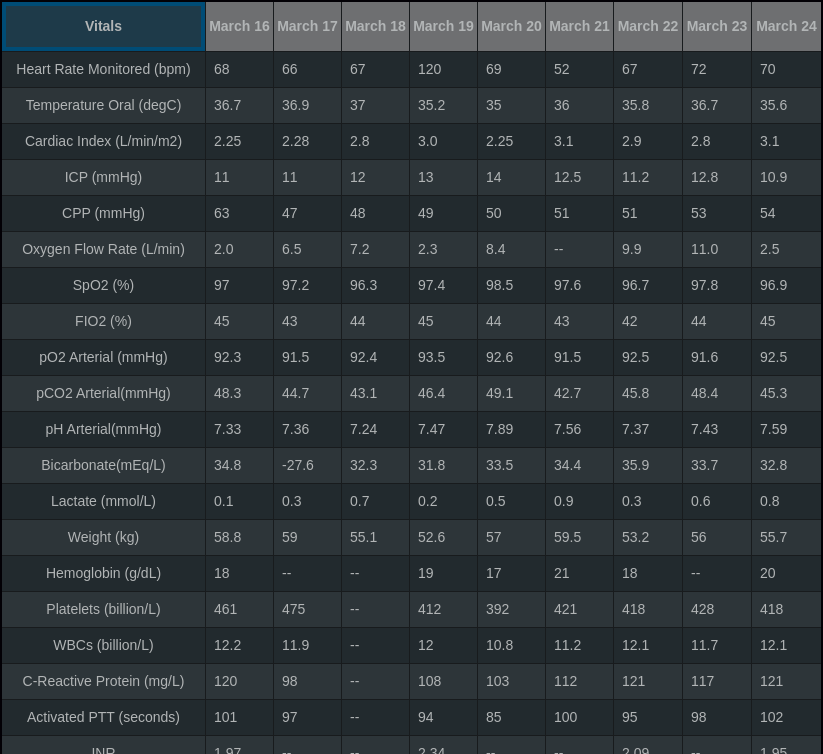 Vitals March 16 March 17 March 18 March 19 March 20 March 21 March 22 March 23 March 24
Heart Rate Monitored (bpm) 68 66 67 120 69 52 67 72 70
Temperature Oral (degC) 36.7 36.9 37 35.2 35 36 35.8 36.7 35.6
Cardiac Index (L/min/m2) 2.25 2.28 2.8 3.0 2.25 3.1 2.9 2.8 3.1
ICP (mmHg) 11 11 12 13 14 12.5 11.2 12.8 10.9
CPP (mmHg) 63 47 48 49 50 51 51 53 54
Oxygen Flow Rate (L/min) 2.0 6.5 7.2 2.3 8.4 -- 9.9 11.0 2.5
SpO2 (%) 97 97.2 96.3 97.4 98.5 97.6 96.7 97.8 96.9
FIO2 (%) 45 43 44 45 44 43 42 44 45
pO2 Arterial (mmHg) 92.3 91.5 92.4 93.5 92.6 91.5 92.5 91.6 92.5
pCO2 Arterial(mmHg) 48.3 44.7 43.1 46.4 49.1 42.7 45.8 48.4 45.3
pH Arterial(mmHg) 7.33 7.36 7.24 7.47 7.89 7.56 7.37 7.43 7.59
Bicarbonate(mEq/L) 34.8 -27.6 32.3 31.8 33.5 34.4 35.9 33.7 32.8
Lactate (mmol/L) 0.1 0.3 0.7 0.2 0.5 0.9 0.3 0.6 0.8
Weight (kg) 58.8 59 55.1 52.6 57 59.5 53.2 56 55.7
Hemoglobin (g/dL) 18 -- -- 19 17 21 18 -- 20
Platelets (billion/L) 461 475 -- 412 392 421 418 428 418
WBCs (billion/L) 12.2 11.9 -- 12 10.8 11.2 12.1 11.7 12.1
C-Reactive Protein (mg/L) 120 98 -- 108 103 112 121 117 121
Activated PTT (seconds) 101 97 -- 94 85 100 95 98 102
INR 1.97 -- -- 2.34 -- -- 2.09 -- 1.95